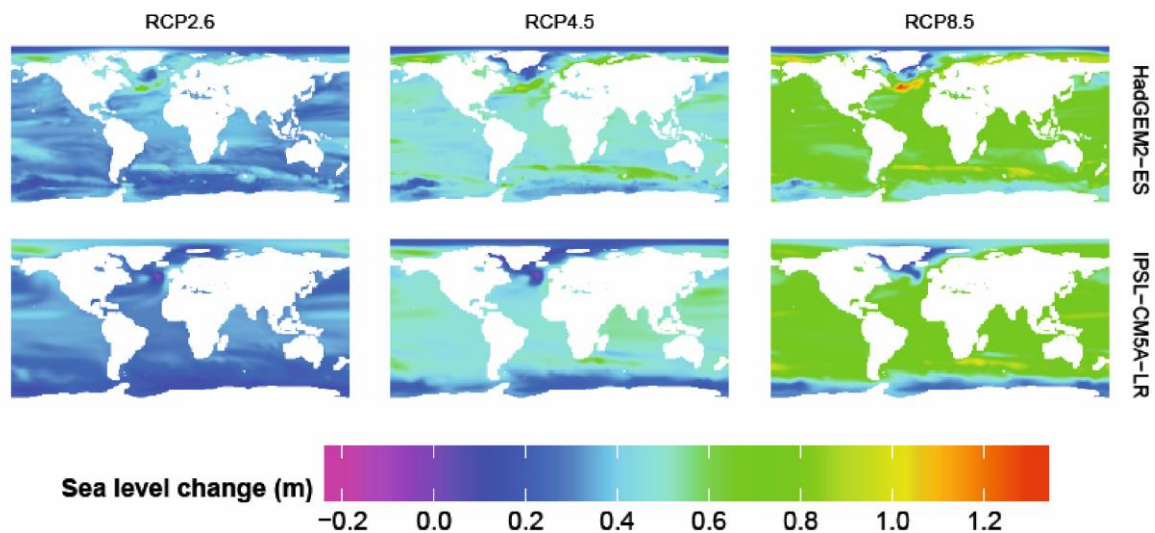 RCP2.6
RCP4.5
RCP8.5
HadGEM2-ES
IPSL-CM5A-LR
Sea level change (m)
−0.2 0.0 0.2 0.4 0.6 0.8 1.0 1.2